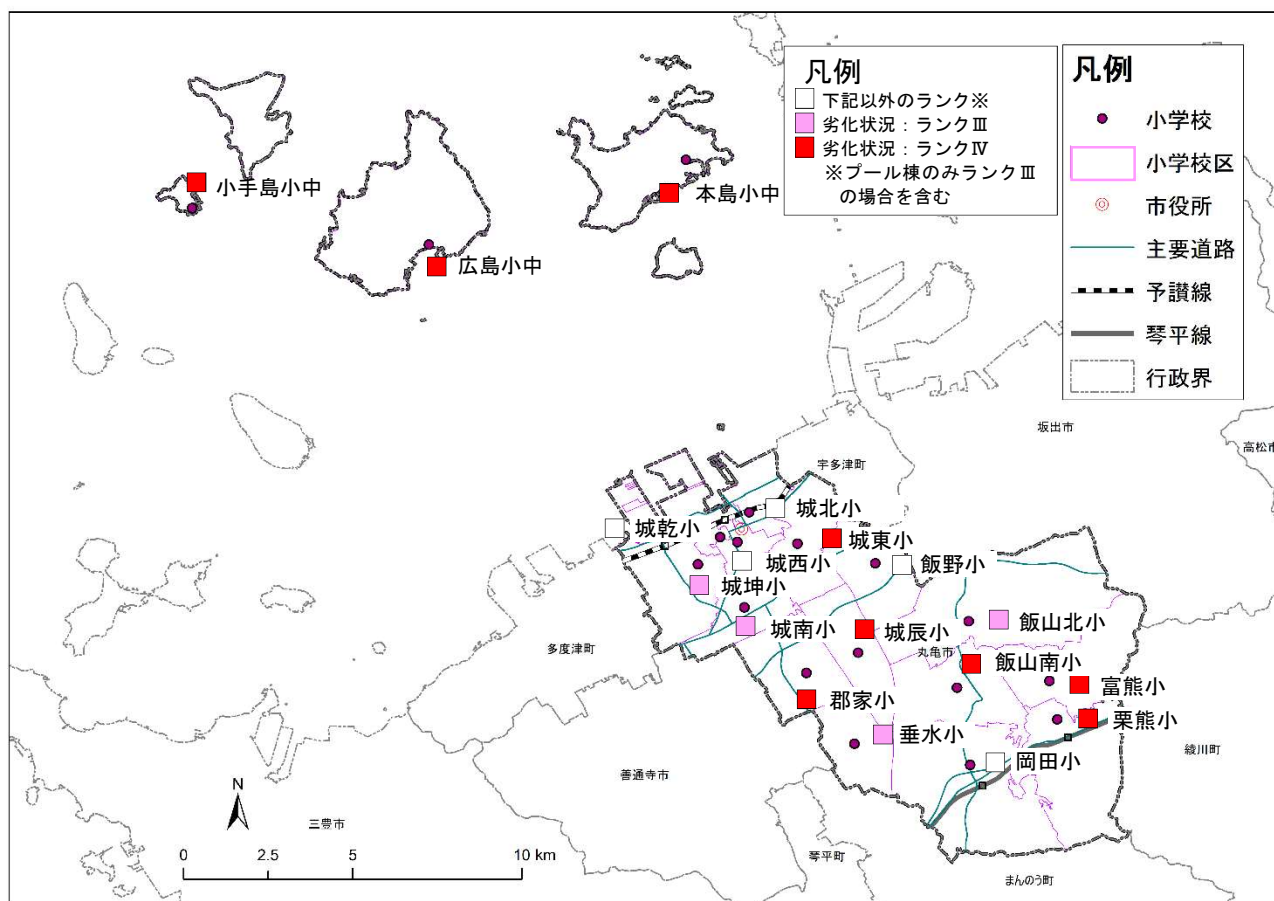 凡例
下記以外のランク※
劣化状況：ランクⅢ
劣化状況：ランクⅣ
※プール棟のみランクⅢ
の場合を含む
凡例
小学校
小学校区
市役所
主要道路
予讃線
琴平線
行政界
小手島小中
本島小中
広島小中
坂出市
高松市
宇多津町
城北小
城乾小
城東小
城西小
飯野小
城坤小
城南小
飯山北小
城辰小
多度津町
丸亀市
飯山南小
富熊小
郡家小
栗熊小
垂水小
綾川町
岡田小
善通寺市
N
三豊市
琴平町
まんのう町
0 2.5 5 10 km